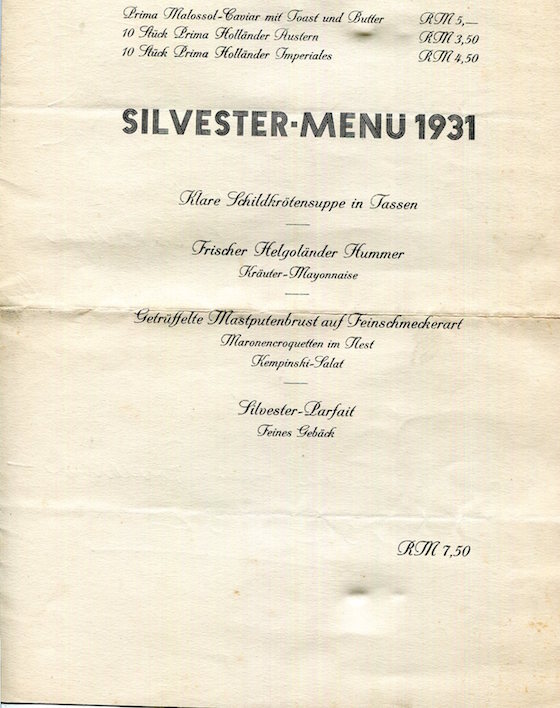 Prima Malossol-Caviar mit Toast und Butter RM 5,—
10 Stück Prima Holländer Austern RM 3,50
10 Stück Prima Holländer Imperiales RM 4,50
SILVESTER-MENU 1931
Klare Schildkrötensuppe in Tassen
Frischer Helgoländer Hummer
Kräuter-Mayonnaise
Getrüffelte Mastputenbrust auf Feinschmeckerart
Maronencroquetten im Nest
Kempinski-Salat
Silvester-Parfait
Feines Gebäck
RM 7,50